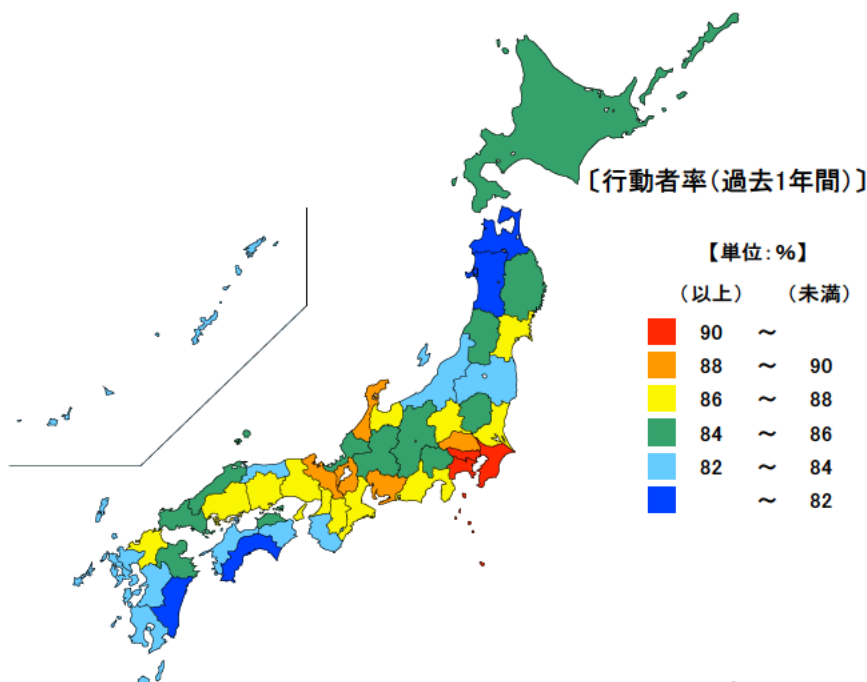 〔行動者率(過去1年間)〕
【単位:%】
(以上) (未満)
90 ~
88 ~ 90
86 ~ 88
84 ~ 86
82 ~ 84
~ 82